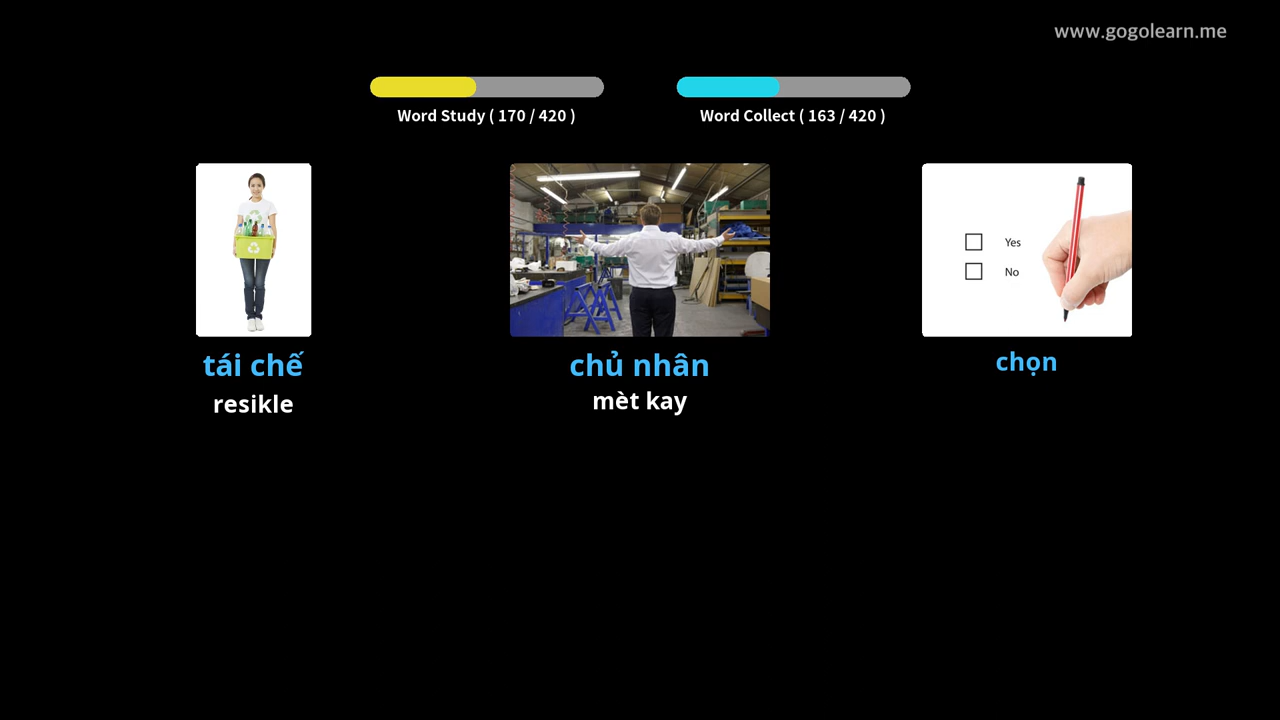 www.gogolearn.me
Word Study ( 170 / 420 )
Word Collect ( 163 / 420 )
Yes
No
tái chế
resikle
chủ nhân
mèt kay
chọn